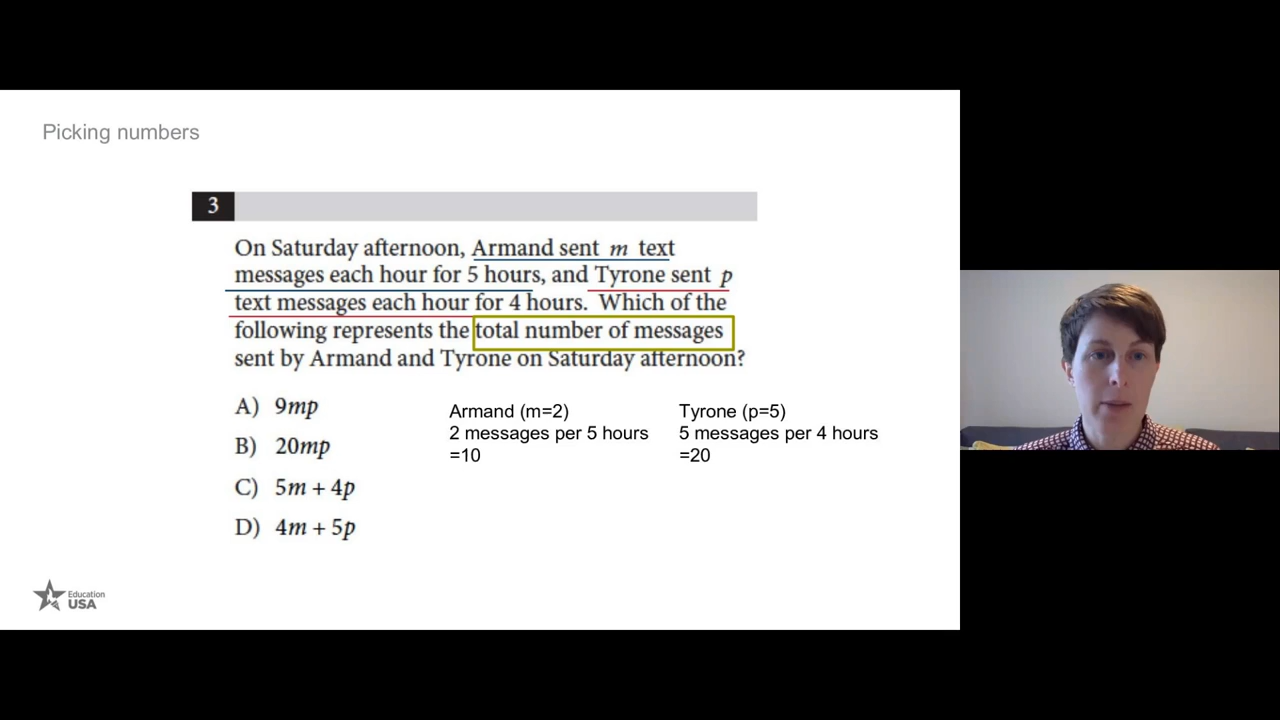 Picking numbers
3
On Saturday afternoon, Armand sent m text
messages each hour for 5 hours, and Tyrone sent p
text messages each hour for 4 hours. Which of the
following represents the total number of messages
sent by Armand and Tyrone on Saturday afternoon?
A) 9mp
B) 20mp
C) 5m + 4p
D) 4m + 5p
Armand (m=2)
2 messages per 5 hours
=10
Tyrone (p=5)
5 messages per 4 hours
=20
Education
USA